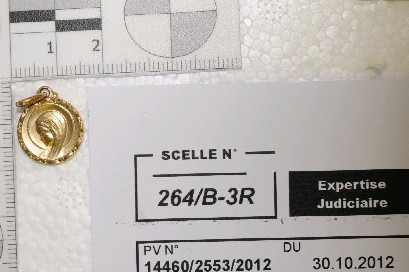 1 2
SCELLE N°
264/B-3R
Expertise
Judiciaire
PV N° DU
14460/2553/2012 30.10.2012